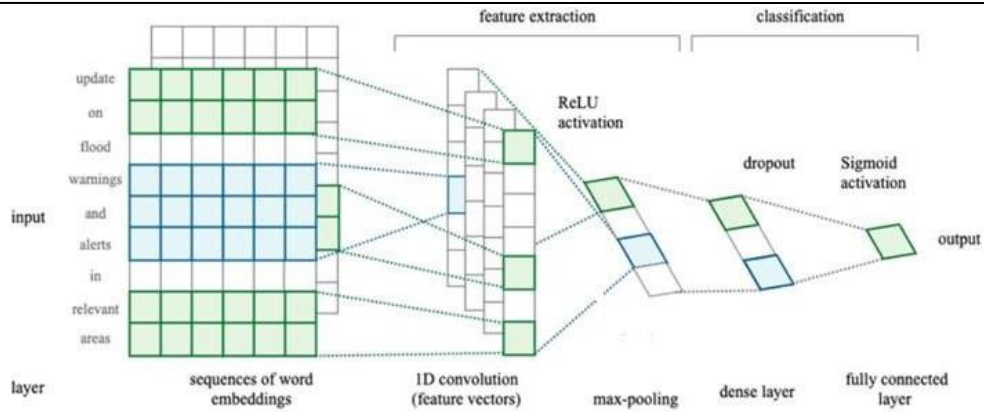 feature extraction
classification
update
on
flood
warnings
and
alerts
in
relevant
areas
input
ReLU
activation
dropout
Sigmoid
activation
output
layer
sequences of word
embeddings
1D convolution
(feature vectors)
max-pooling
dense layer
fully connected
layer